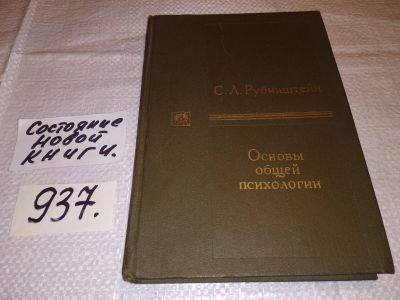 Состояние
новой
книги.
937.
С. Л. Рубинштейн
Основы
общей
психологии